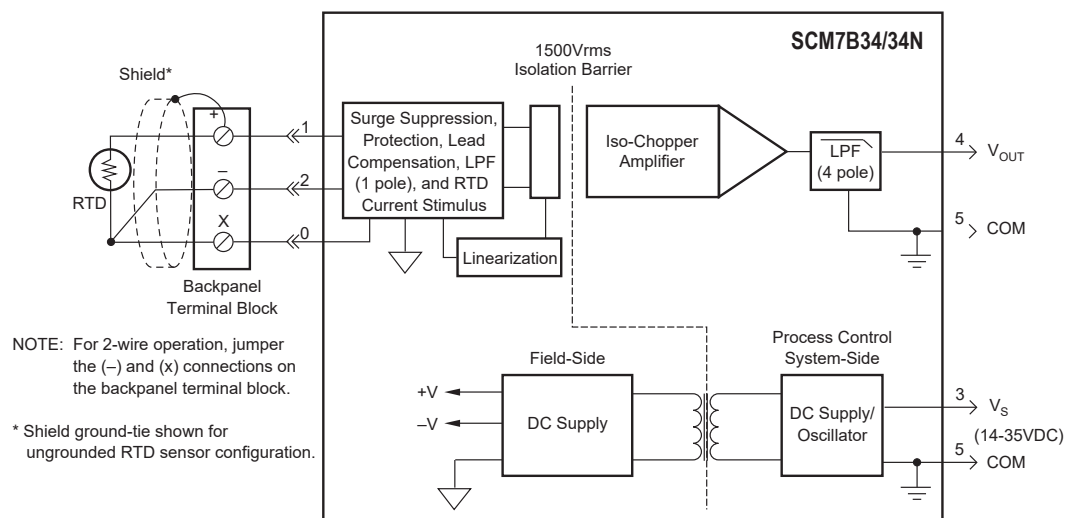 SCM7B34/34N
1500Vrms
Isolation Barrier
Shield*
+
1
Surge Suppression,
Protection, Lead
Compensation, LPF
(1 pole), and RTD
Current Stimulus
Iso-Chopper
Amplifier
LPF
(4 pole)
4
VOUT
–
2
RTD
X
0
5
COM
Linearization
Backpanel
Terminal Block
NOTE: For 2-wire operation, jumper
the (–) and (x) connections on
the backpanel terminal block.
* Shield ground-tie shown for
ungrounded RTD sensor configuration.
Field-Side
Process Control
System-Side
+V
–V
DC Supply
DC Supply/
Oscillator
3
VS
(14-35VDC)
5
COM